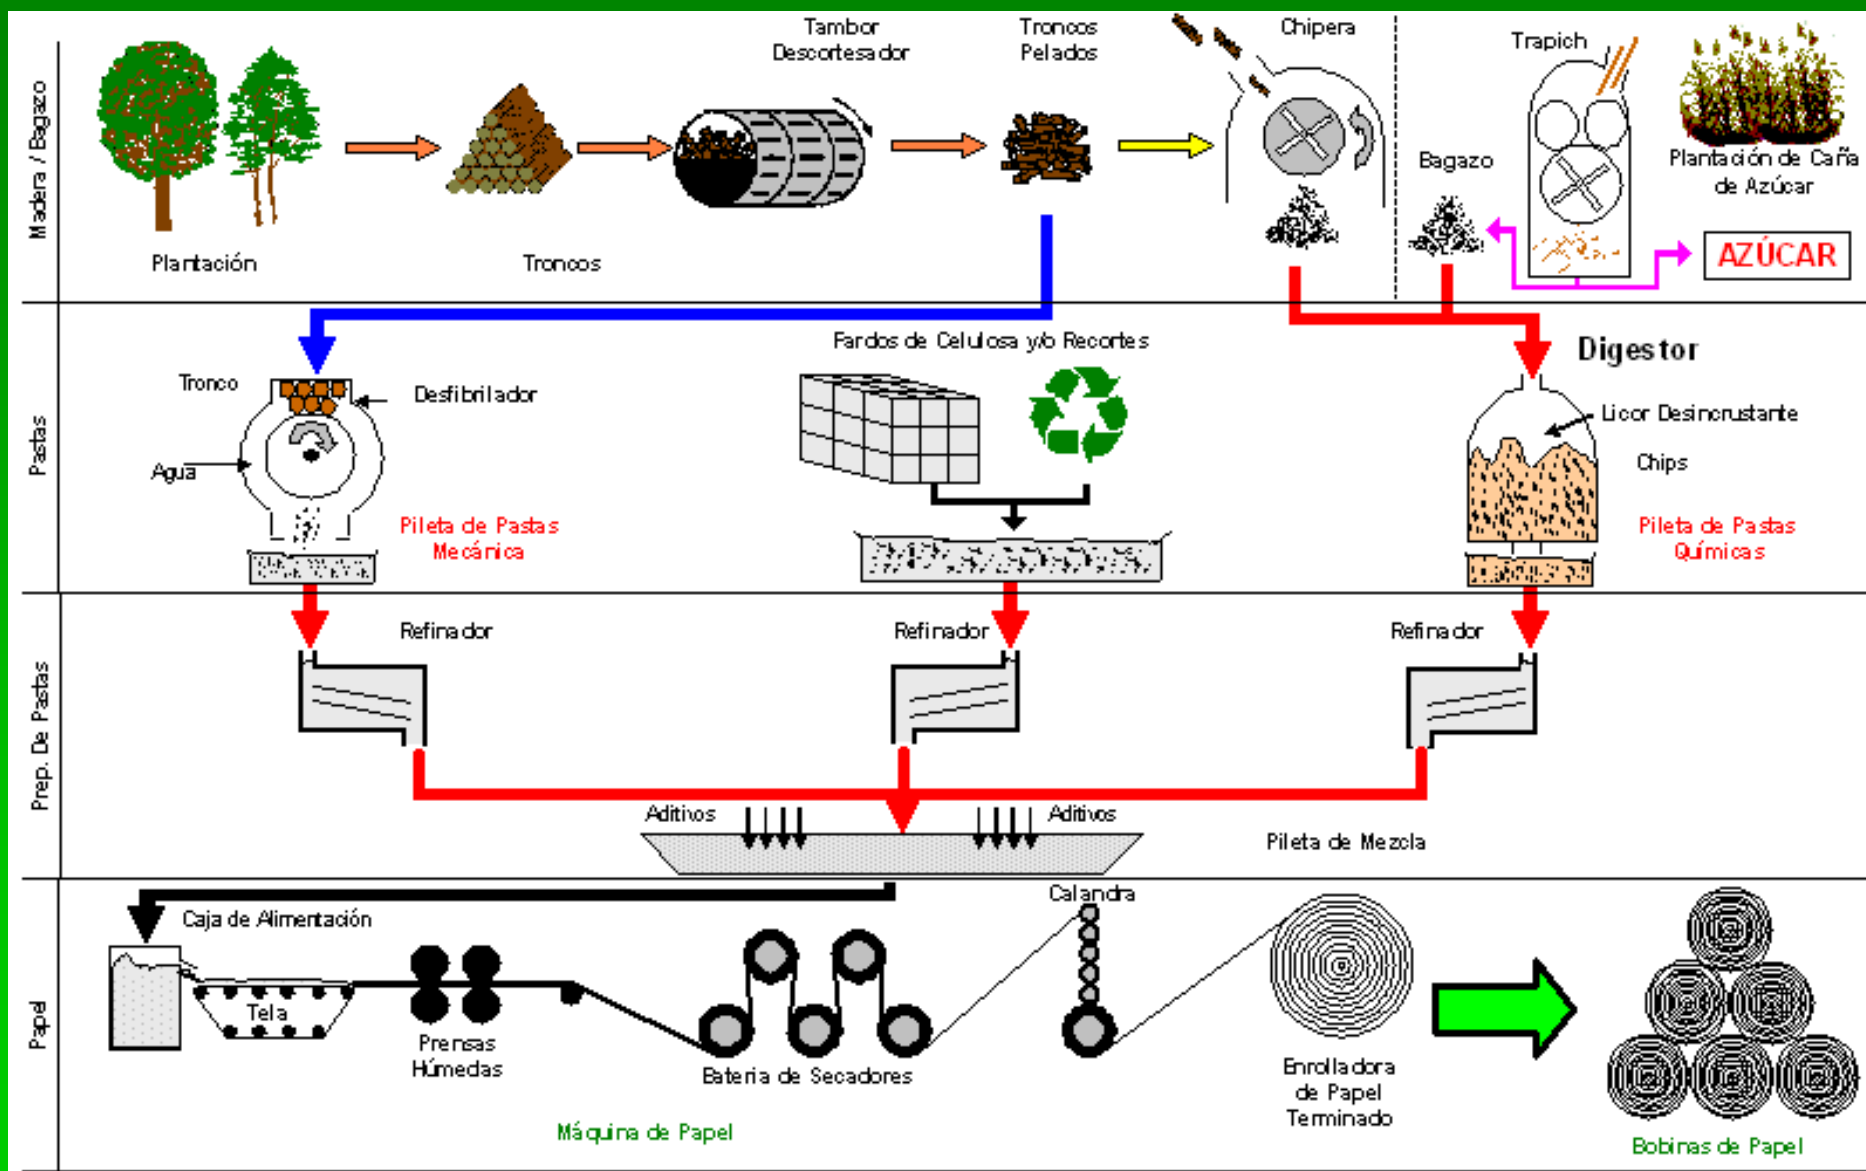 Madera / Bagazo
Tambor
Descortesador
Troncos
Pelados
Chipera
Trapich
Bagazo
Plantación de Caña
de Azúcar
Plantación
Troncos
AZÚCAR
Pastas
Fardos de Celulosa y/o Recortes
Digestor
Tronco
Desfibrilador
Licor Desincrustante
Agua
Chips
Pileta de Pastas
Mecánica
Pileta de Pastas
Químicas
Prep. De Pastas
Refinador
Refinador
Refinador
Aditivos
Aditivos
Pileta de Mezcla
Papel
Caja de Alimentación
Calandra
Tela
Prensas
Húmedas
Bateria de Secadores
Enrolladora
de Papel
Terminado
Máquina de Papel
Bobinas de Papel